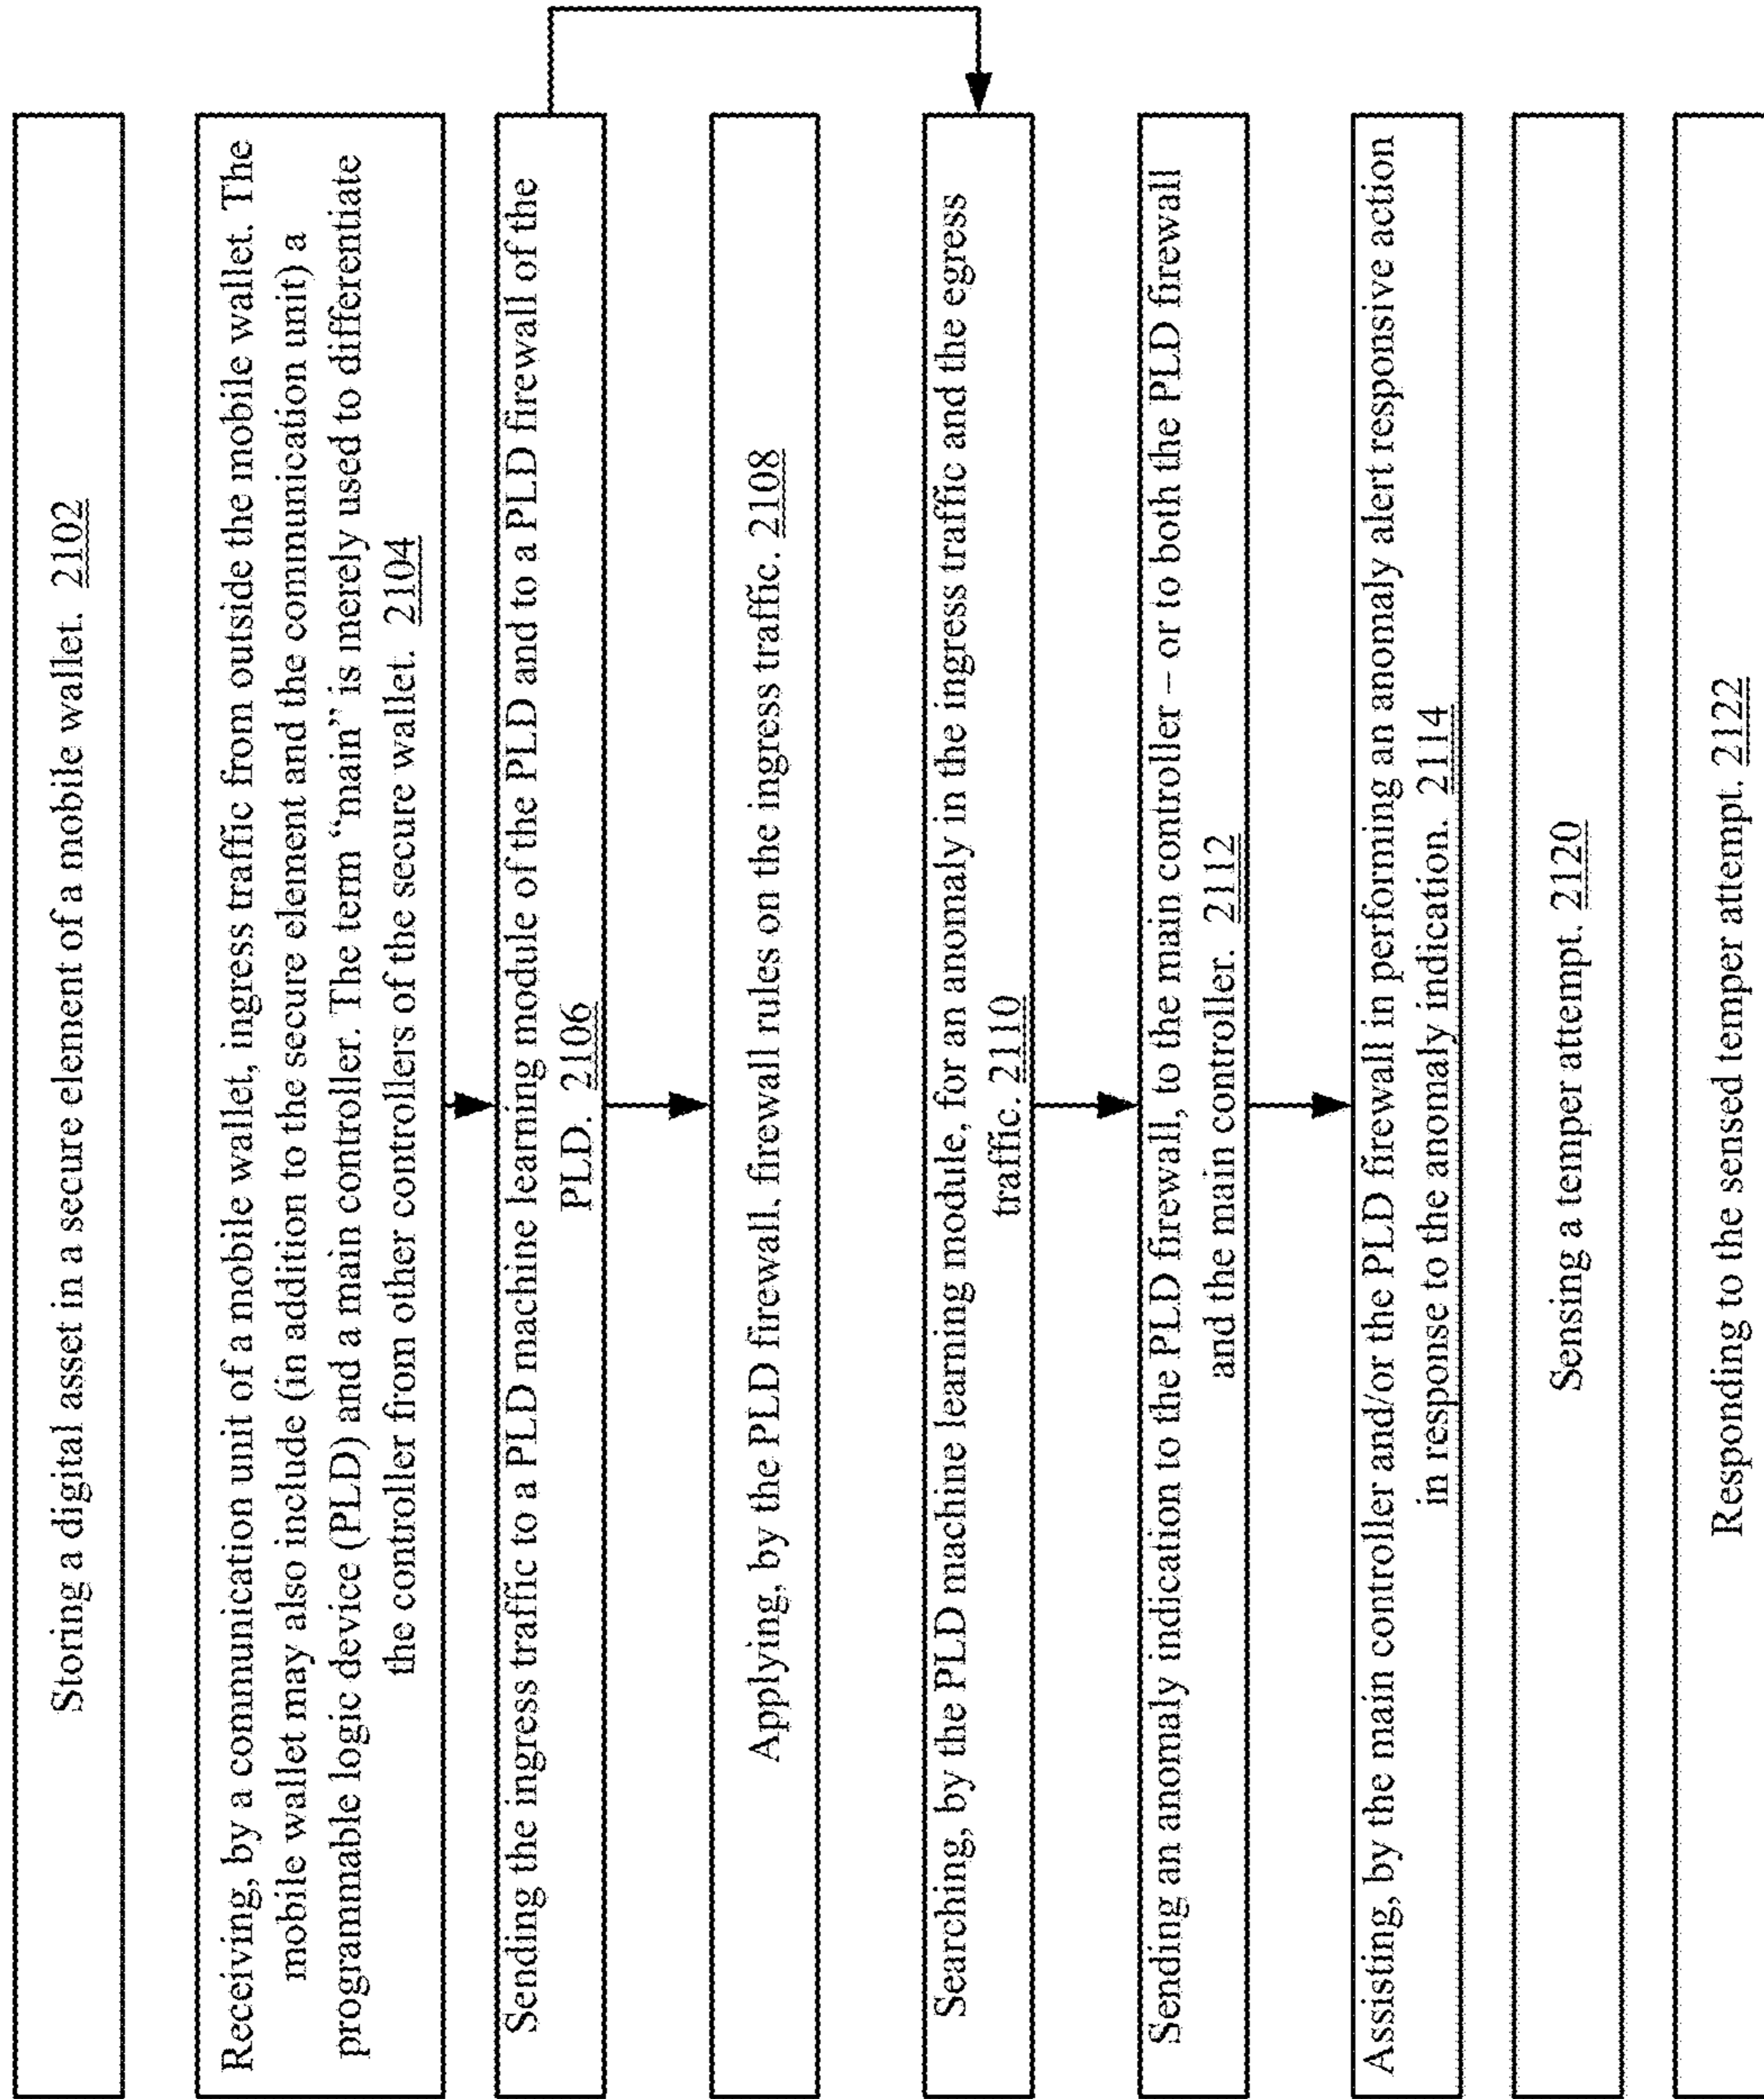 Storing a digital asset in a secure element of a mobile wallet. 2102
Receiving, by a communication unit of a mobile wallet, ingress traffic from outside the mobile wallet. The
mobile wallet may also include (in addition to the secure element and the communication unit) a
programmable logic device (PLD) and a main controller. The term “main” is merely used to differentiate
the controller from other controllers of the secure wallet. 2104
Sending the ingress traffic to a PLD machine learning module of the PLD and to a PLD firewall of the
PLD. 2106
Applying, by the PLD firewall, firewall rules on the ingress traffic. 2108
Searching, by the PLD machine learning module, for an anomaly in the ingress traffic and the egress
traffic. 2110
Sending an anomaly indication to the PLD firewall, to the main controller – or to both the PLD firewall
and the main controller. 2112
Assisting, by the main controller and/or the PLD firewall in performing an anomaly alert responsive action
in response to the anomaly indication. 2114
Sensing a temper attempt. 2120
Responding to the sensed temper attempt. 2122